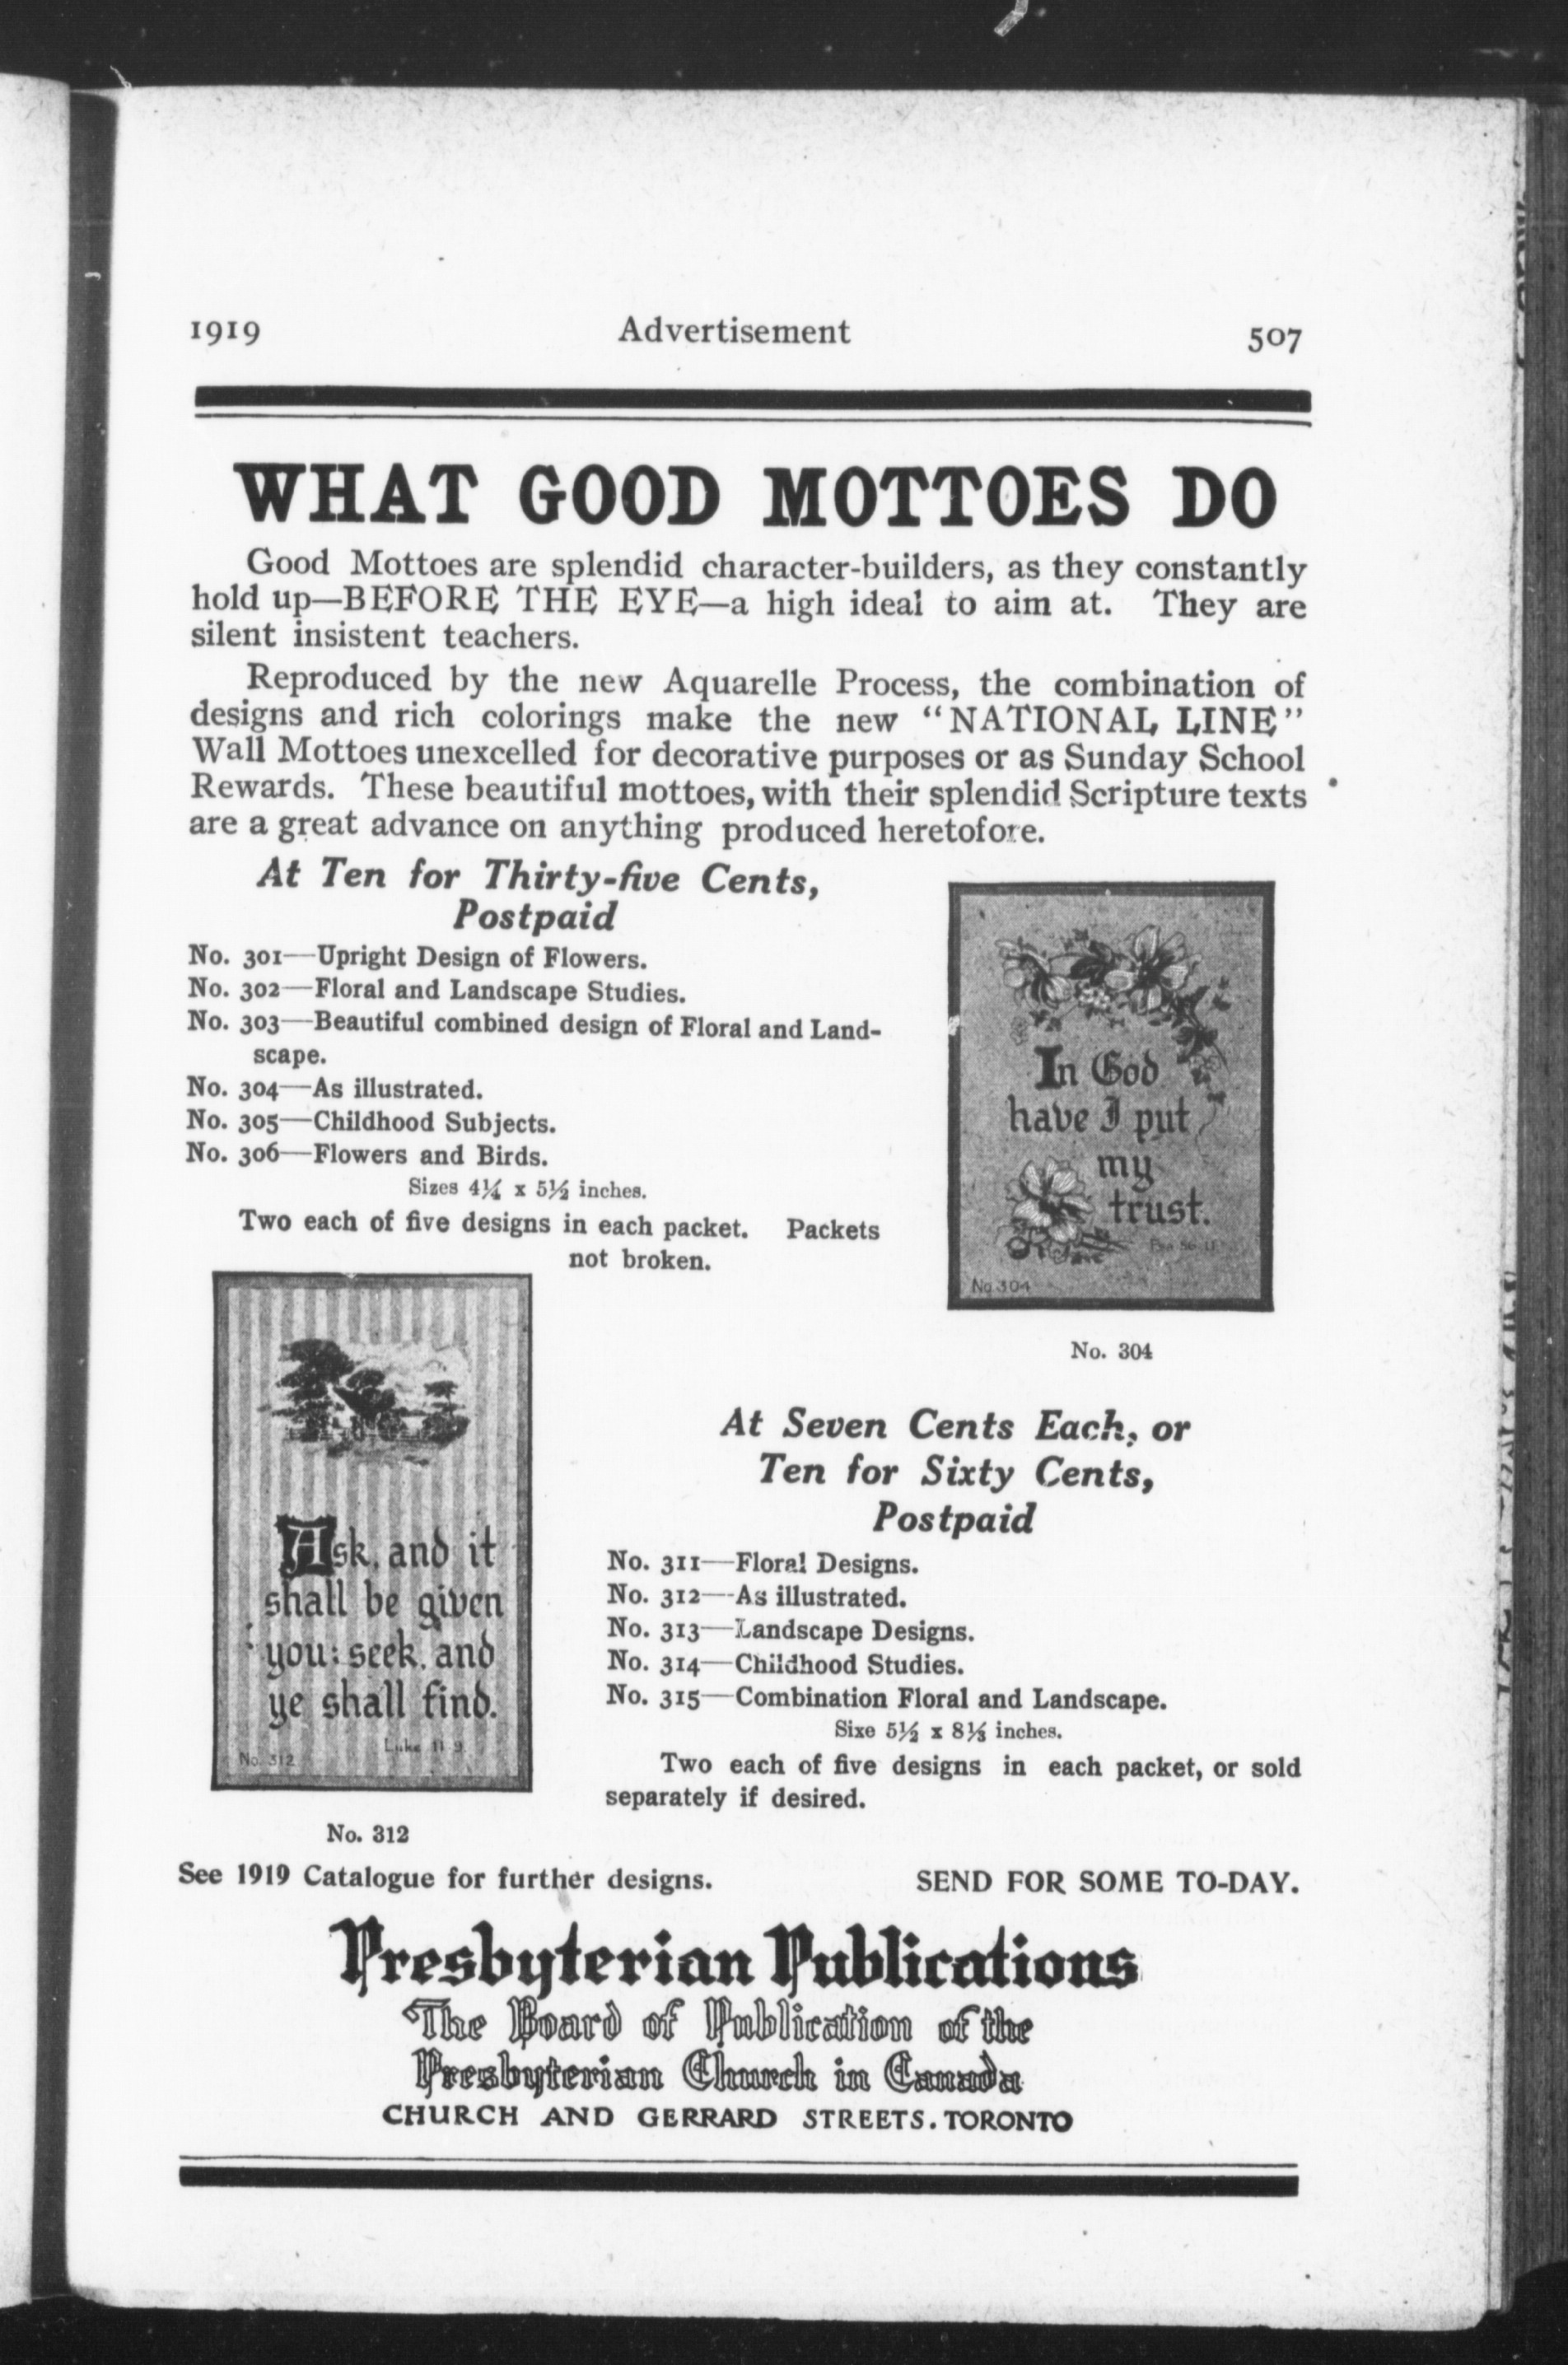 1919 Advertisement 507
WHAT GOOD MOTTOES DO
Good Mottoes are splendid character-builders, as they constantly
hold up—BEFORE THE EYE—a high ideal to aim at. They are
silent insistent teachers.
Reproduced by the new Aquarelle Process, the combination of
designs and rich colorings make the new "NATIONAL LINE"
Wall Mottoes unexcelled for decorative purposes or as Sunday School
Rewards. These beautiful mottoes, with their splendid Scripture texts
are a great advance on anything produced heretofore.
At Ten for Thirty-five Cents,
Postpaid
No. 301—Upright Design of Flowers.
No. 302—Floral and Landscape Studies.
No. 303—Beautiful combined design of Floral and Land-
scape.
No. 304—As illustrated.
No. 305—Childhood Subjects.
No. 306—Flowers and Birds.
Sizes 4¼ x 5½ inches.
Two each of five designs in each packet. Packets
not broken.
In God
have I put
my
trust.
Psa 56 11
No. 304
No. 304
Ask, and it
shall be given
you: seek, and
ye shall find.
Luke 11 9
No. 312
No. 312
At Seven Cents Each, or
Ten for Sixty Cents,
Postpaid
No. 311—Floral Designs.
No. 312—As illustrated.
No. 313—Landscape Designs.
No. 314—Childhood Studies.
No. 315—Combination Floral and Landscape.
Sixe 5½ x 8⅓ inches.
Two each of five designs in each packet, or sold
separately if desired.
See 1919 Catalogue for further designs. SEND FOR SOME TO-DAY.
Presbyterian Publications
The Board of Publication of the
Presbyterian Church in Canada
CHURCH AND GERRARD STREETS. TORONTO